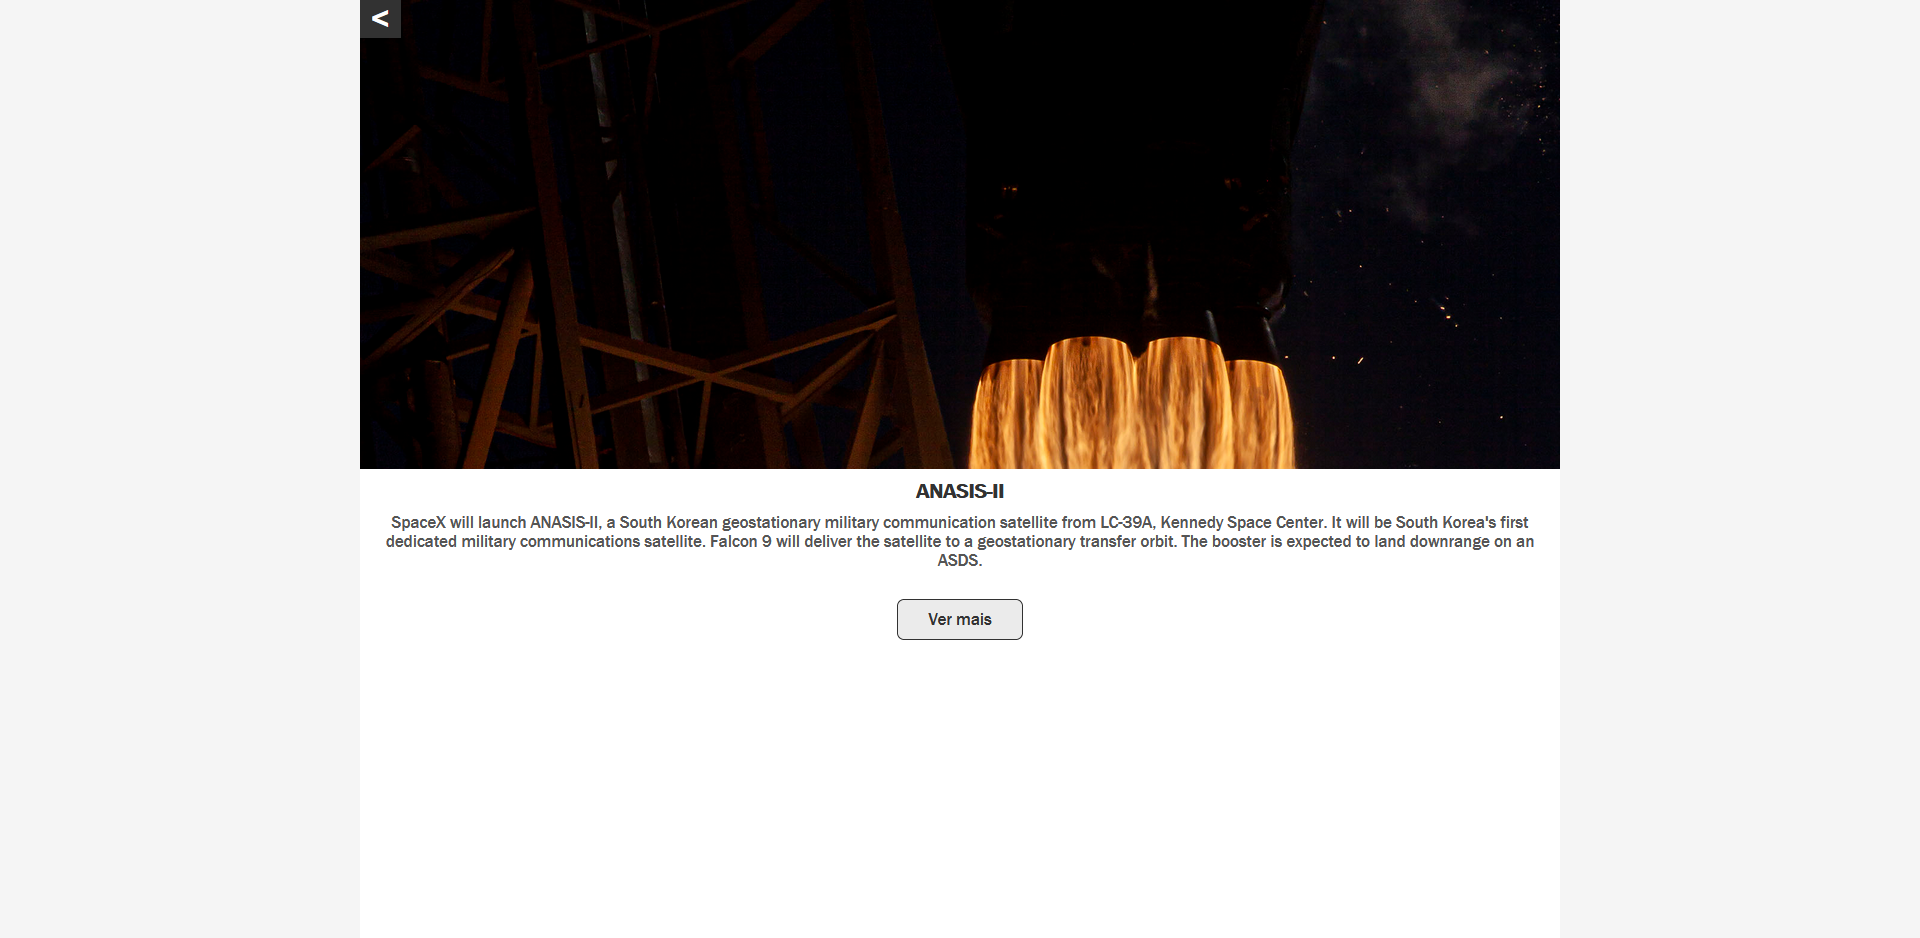 <
ANASIS-II
SpaceX will launch ANASIS-II, a South Korean geostationary military communication satellite from LC-39A, Kennedy Space Center. It will be South Korea's first
dedicated military communications satellite. Falcon 9 will deliver the satellite to a geostationary transfer orbit. The booster is expected to land downrange on an
ASDS.
Ver mais